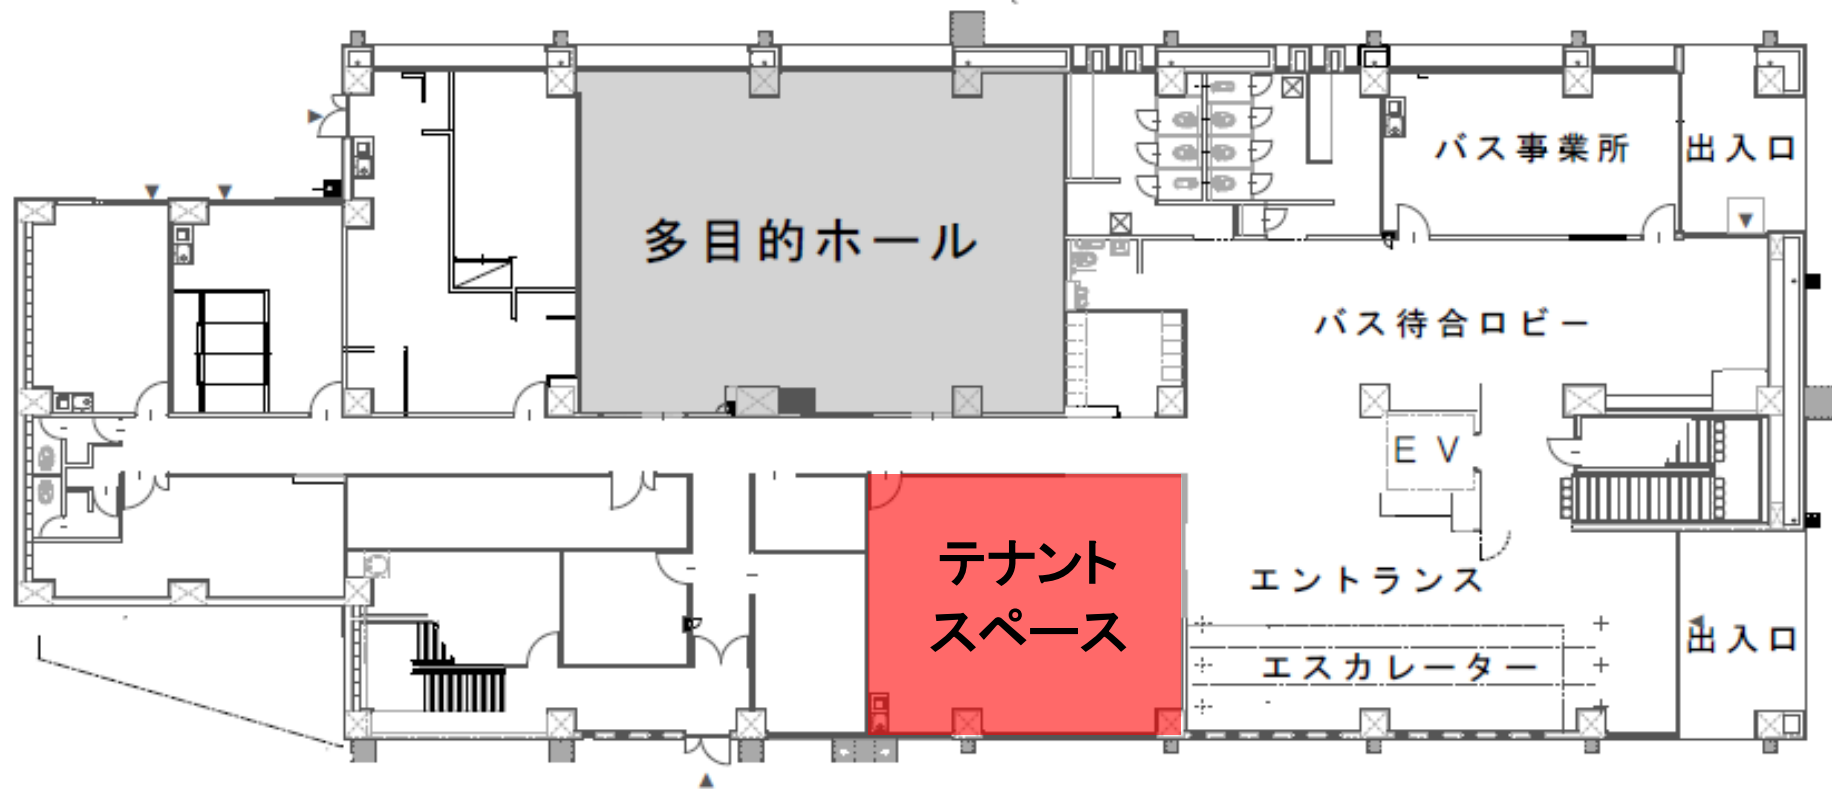 バス事業所
出入口
多目的ホール
バス待合ロビー
EV
テナント
スペース
エントランス
エスカレーター
出入口